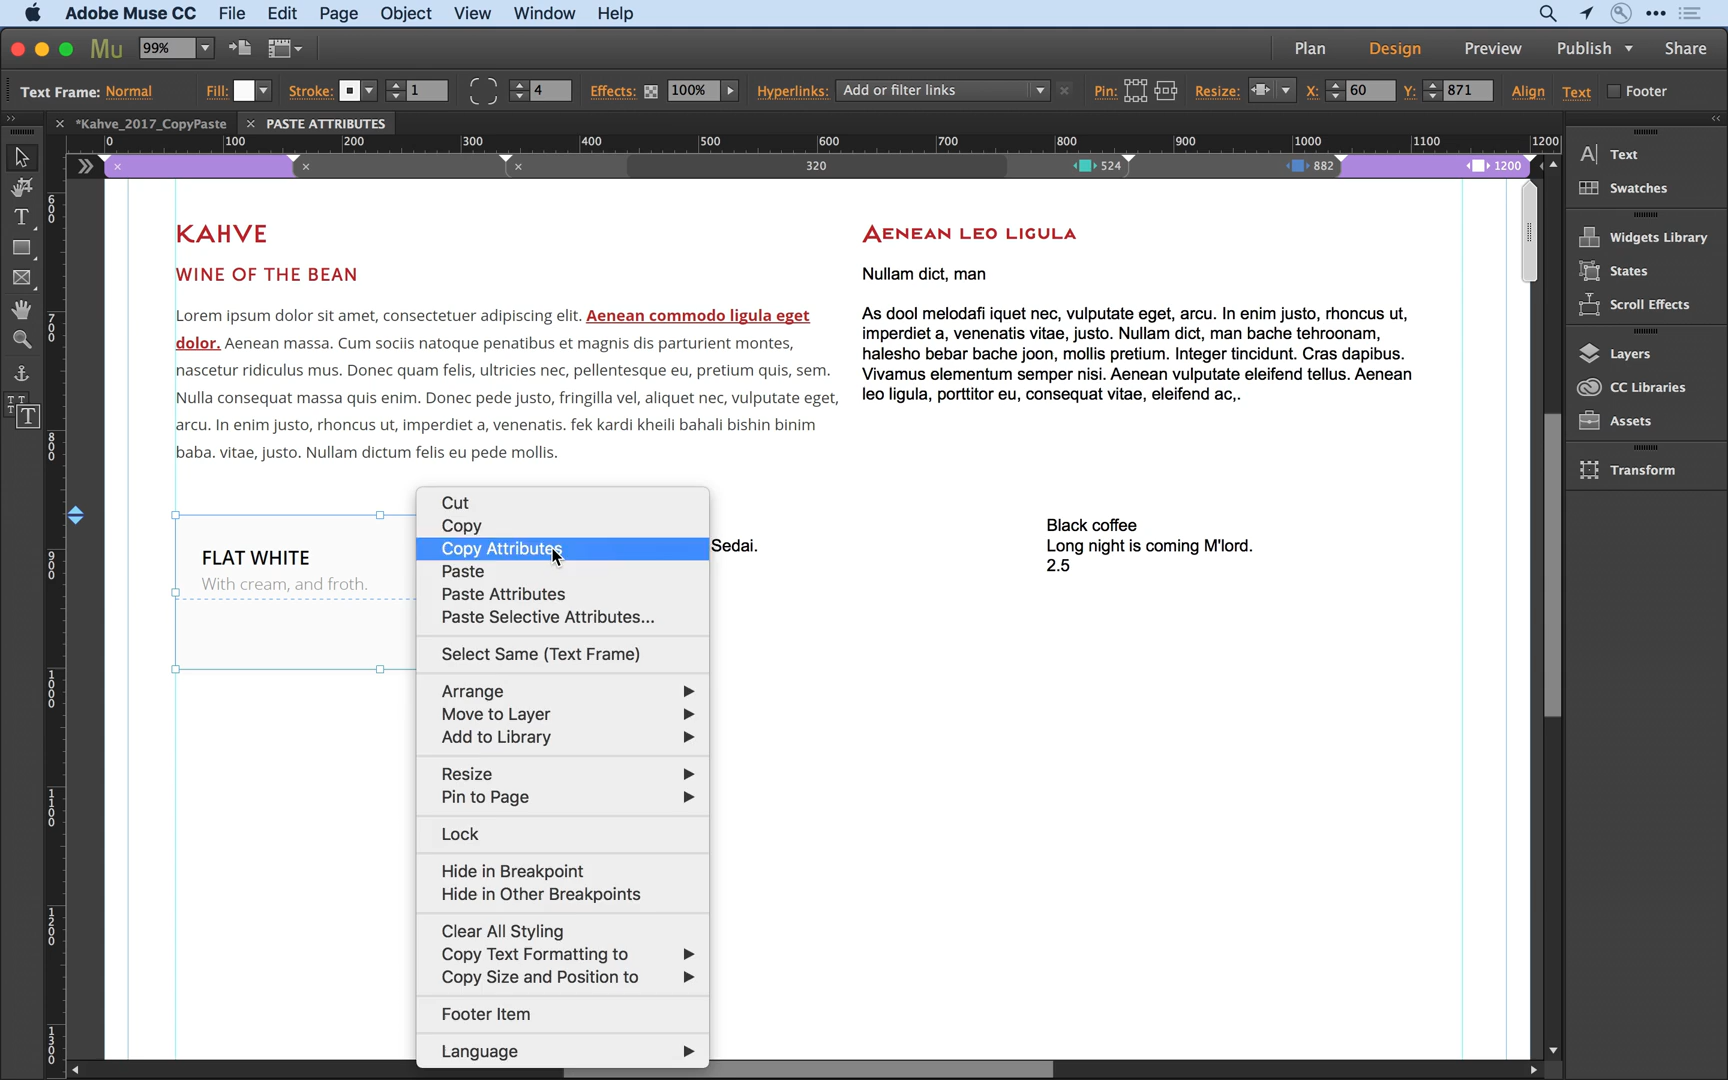 Adobe Muse CC File Edit Page Object View Window Help
Mu 99% Plan Design Preview Publish Share
Text Frame: Normal Fill: Stroke: 1 4 Effects: 100% Hyperlinks: Add or filter links Pin: Resize: X: 60 Y: 871 Align Text Footer
*Kahve_2017_CopyPaste PASTE ATTRIBUTES
0 100 200 300 400 500 600 700 800 900 1000 1100 1200
320 524 882 1200
600
700
800
900
1000
1100
1200
1300
KAHVE
WINE OF THE BEAN
Lorem ipsum dolor sit amet, consectetuer adipiscing elit. Aenean commodo ligula eget
dolor. Aenean massa. Cum sociis natoque penatibus et magnis dis parturient montes,
nascetur ridiculus mus. Donec quam felis, ultricies nec, pellentesque eu, pretium quis, sem.
Nulla consequat massa quis enim. Donec pede justo, fringilla vel, aliquet nec, vulputate eget,
arcu. In enim justo, rhoncus ut, imperdiet a, venenatis. fek kardi kheili bahali bishin binim
baba. vitae, justo. Nullam dictum felis eu pede mollis.
AENEAN LEO LIGULA
Nullam dict, man
As dool melodafi iquet nec, vulputate eget, arcu. In enim justo, rhoncus ut,
imperdiet a, venenatis vitae, justo. Nullam dict, man bache tehroonam,
halesho bebar bache joon, mollis pretium. Integer tincidunt. Cras dapibus.
Vivamus elementum semper nisi. Aenean vulputate eleifend tellus. Aenean
leo ligula, porttitor eu, consequat vitae, eleifend ac,.
FLAT WHITE
With cream, and froth.
Sedai.
Black coffee
Long night is coming M'lord.
2.5
Cut
Copy
Copy Attributes
Paste
Paste Attributes
Paste Selective Attributes...
Select Same (Text Frame)
Arrange
Move to Layer
Add to Library
Resize
Pin to Page
Lock
Hide in Breakpoint
Hide in Other Breakpoints
Clear All Styling
Copy Text Formatting to
Copy Size and Position to
Footer Item
Language
Text
Swatches
Widgets Library
States
Scroll Effects
Layers
CC Libraries
Assets
Transform